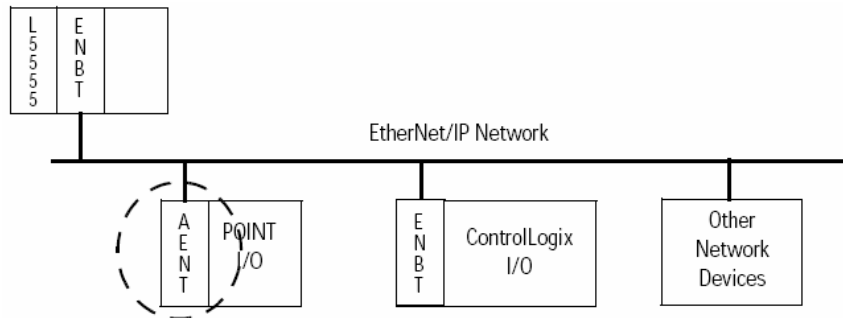 L5555
ENBT
EtherNet/IP Network
AENT
POINT
I/O
ENBT
ControlLogix
I/O
Other
Network
Devices